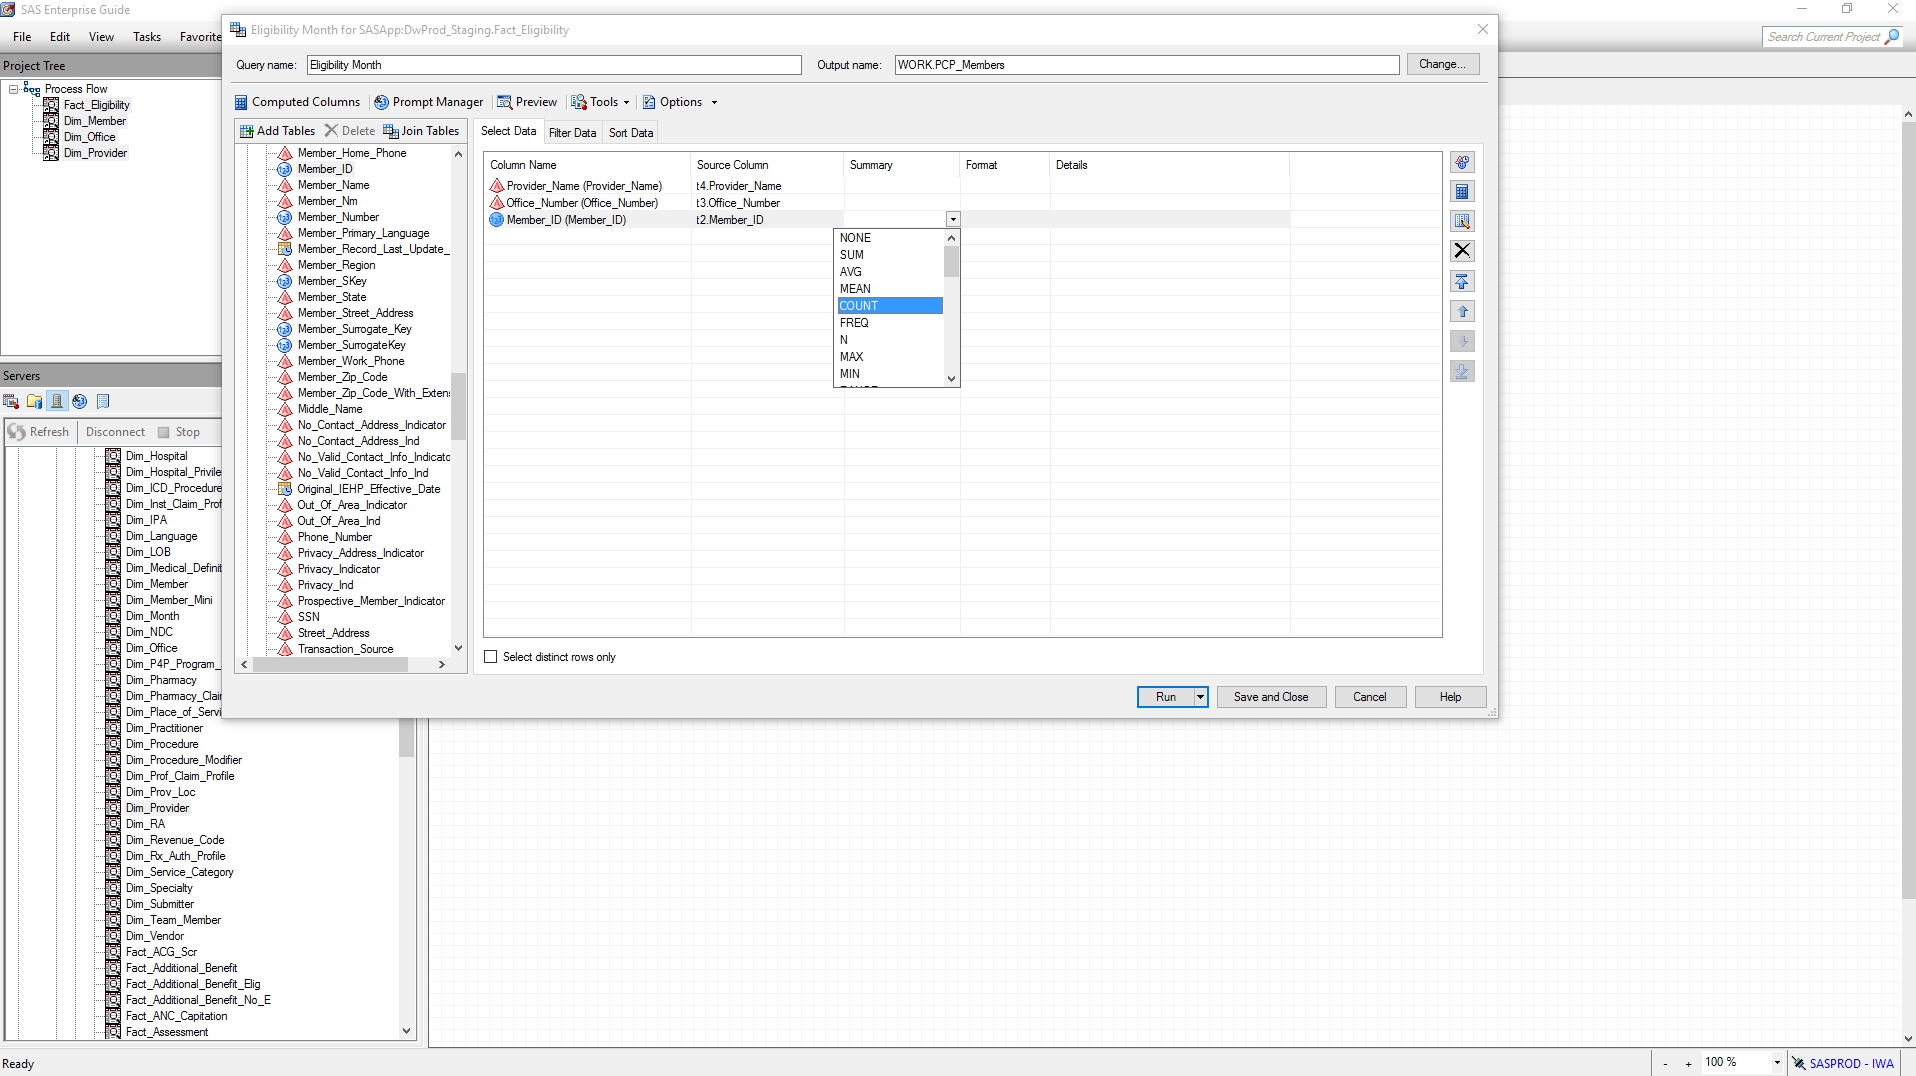 SAS Enterprise Guide
File Edit View Tasks Favorite
Search Current Project
Project Tree
Process Flow
Fact_Eligibility
Dim_Member
Dim_Office
Dim_Provider
Servers
Refresh Disconnect Stop
Dim_Hospital
Dim_Hospital_Privile
Dim_ICD_Procedure
Dim_Inst_Claim_Prof
Dim_IPA
Dim_Language
Dim_LOB
Dim_Medical_Definit
Dim_Member
Dim_Member_Mini
Dim_Month
Dim_NDC
Dim_Office
Dim_P4P_Program_
Dim_Pharmacy
Dim_Pharmacy_Clai
Dim_Place_of_Servi
Dim_Practitioner
Dim_Procedure
Dim_Procedure_Modifier
Dim_Prof_Claim_Profile
Dim_Prov_Loc
Dim_Provider
Dim_RA
Dim_Revenue_Code
Dim_Rx_Auth_Profile
Dim_Service_Category
Dim_Specialty
Dim_Submitter
Dim_Team_Member
Dim_Vendor
Fact_ACG_Scr
Fact_Additional_Benefit
Fact_Additional_Benefit_Elig
Fact_Additional_Benefit_No_E
Fact_ANC_Capitation
Fact_Assessment
Eligibility Month for SASApp:DwProd_Staging.Fact_Eligibility
Query name: Eligibility Month Output name: WORK.PCP_Members Change...
Computed Columns Prompt Manager Preview Tools Options
Add Tables Delete Join Tables
Member_Home_Phone
Member_ID
Member_Name
Member_Nm
Member_Number
Member_Primary_Language
Member_Record_Last_Update_
Member_Region
Member_SKey
Member_State
Member_Street_Address
Member_Surrogate_Key
Member_SurrogateKey
Member_Work_Phone
Member_Zip_Code
Member_Zip_Code_With_Exten
Middle_Name
No_Contact_Address_Indicator
No_Contact_Address_Ind
No_Valid_Contact_Info_Indicato
No_Valid_Contact_Info_Ind
Original_IEHP_Effective_Date
Out_Of_Area_Indicator
Out_Of_Area_Ind
Phone_Number
Privacy_Address_Indicator
Privacy_Indicator
Privacy_Ind
Prospective_Member_Indicator
SSN
Street_Address
Transaction_Source
Select Data Filter Data Sort Data
Column Name Source Column Summary Format Details
Provider_Name (Provider_Name) t4.Provider_Name
Office_Number (Office_Number) t3.Office_Number
Member_ID (Member_ID) t2.Member_ID
NONE
SUM
AVG
MEAN
COUNT
FREQ
N
MAX
MIN
RANGE
Select distinct rows only
Run Save and Close Cancel Help
Ready
- + 100 % SASPROD - IWA